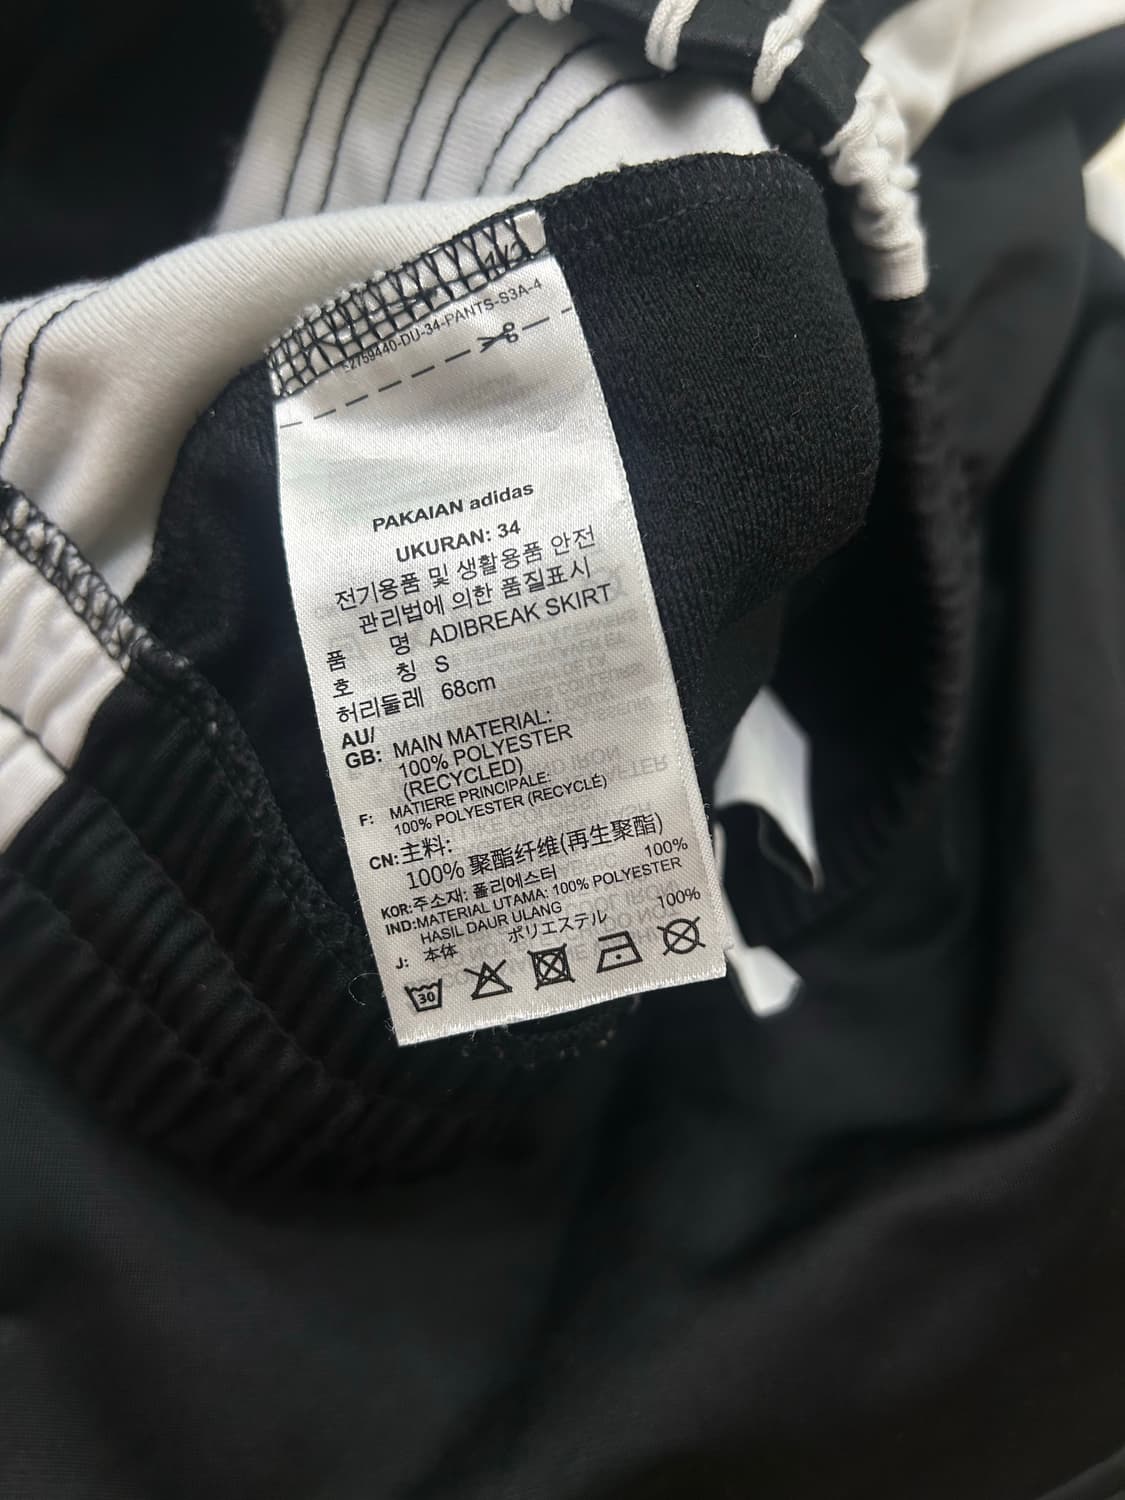 2759440-DU-34-PANTS-S3A-4
PAKAIAN adidas
UKURAN: 34
전기용품 및 생활용품 안전
관리법에 의한 품질표시
품 명 ADIBREAK SKIRT
호 칭 S
허리둘레 68cm
AU/
GB: MAIN MATERIAL:
100% POLYESTER
(RECYCLED)
F: MATIERE PRINCIPALE:
100% POLYESTER (RECYCLÉ)
CN: 主料:
100% 聚酯纤维(再生聚酯)
KOR: 주소재: 폴리에스터 100%
IND: MATERIAL UTAMA: 100% POLYESTER
HASIL DAUR ULANG
J: 本体 ポリエステル 100%
30